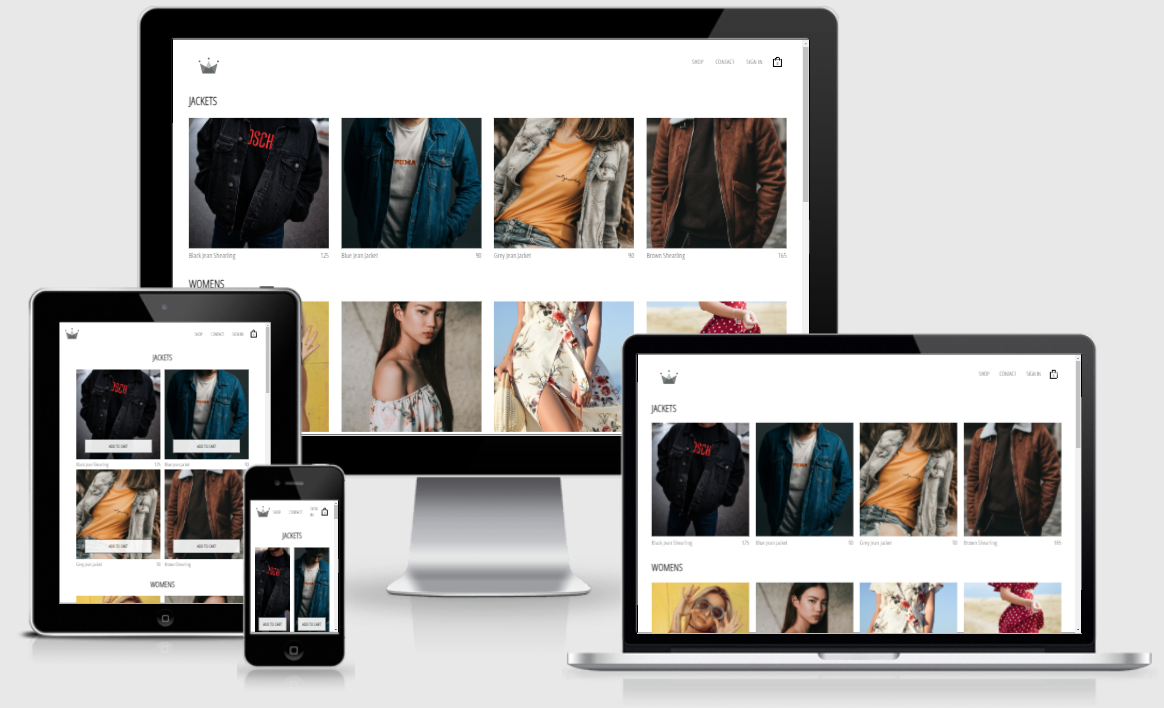 SHOP CONTACT SIGN IN
JACKETS
OSCH
Black Jean Shearling 125
Blue Jean Jacket 90
Grey Jean Jacket 90
Brown Shearling 165
WOMENS
SHOP CONTACT SIGN IN
JACKETS
OSCH
ADD TO CART
ADD TO CART
Black Jean Shearling 125
Blue Jean Jacket 90
ADD TO CART
ADD TO CART
Grey Jean Jacket 90
Brown Shearling
WOMENS
SHOP CONTACT SIGN IN
JACKETS
OSCH
ADD TO CART
ADD TO CART
SHOP CONTACT SIGN IN
JACKETS
OSCH
Black Jean Shearling 125
Blue Jean Jacket 90
Grey Jean Jacket 90
Brown Shearling 165
WOMENS